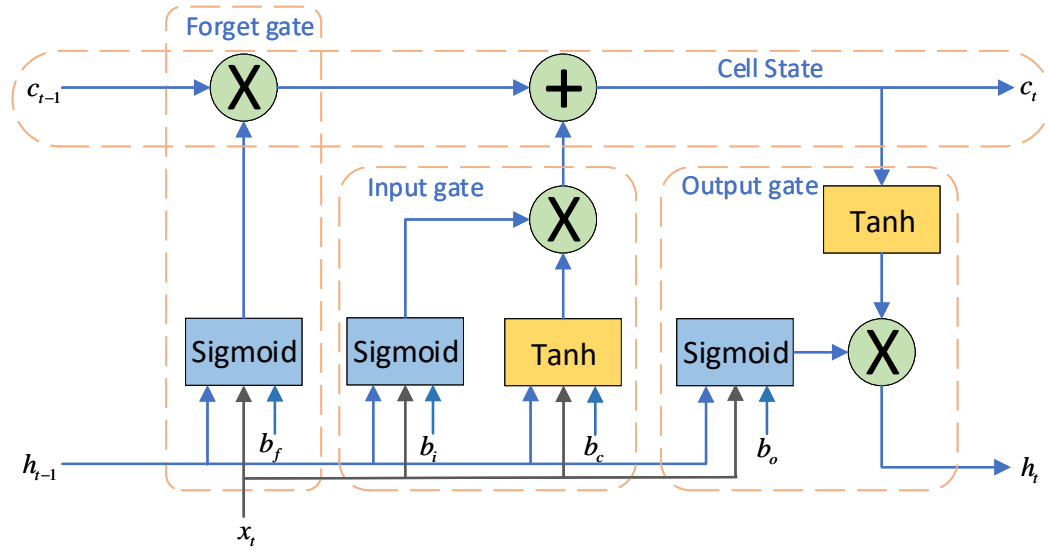 Forget gate
X
+
Cell State
c_{t-1}
c_t
Input gate
X
Output gate
Tanh
Sigmoid
Sigmoid
Tanh
Sigmoid
X
b_f
b_i
b_c
b_o
h_{t-1}
h_t
x_t